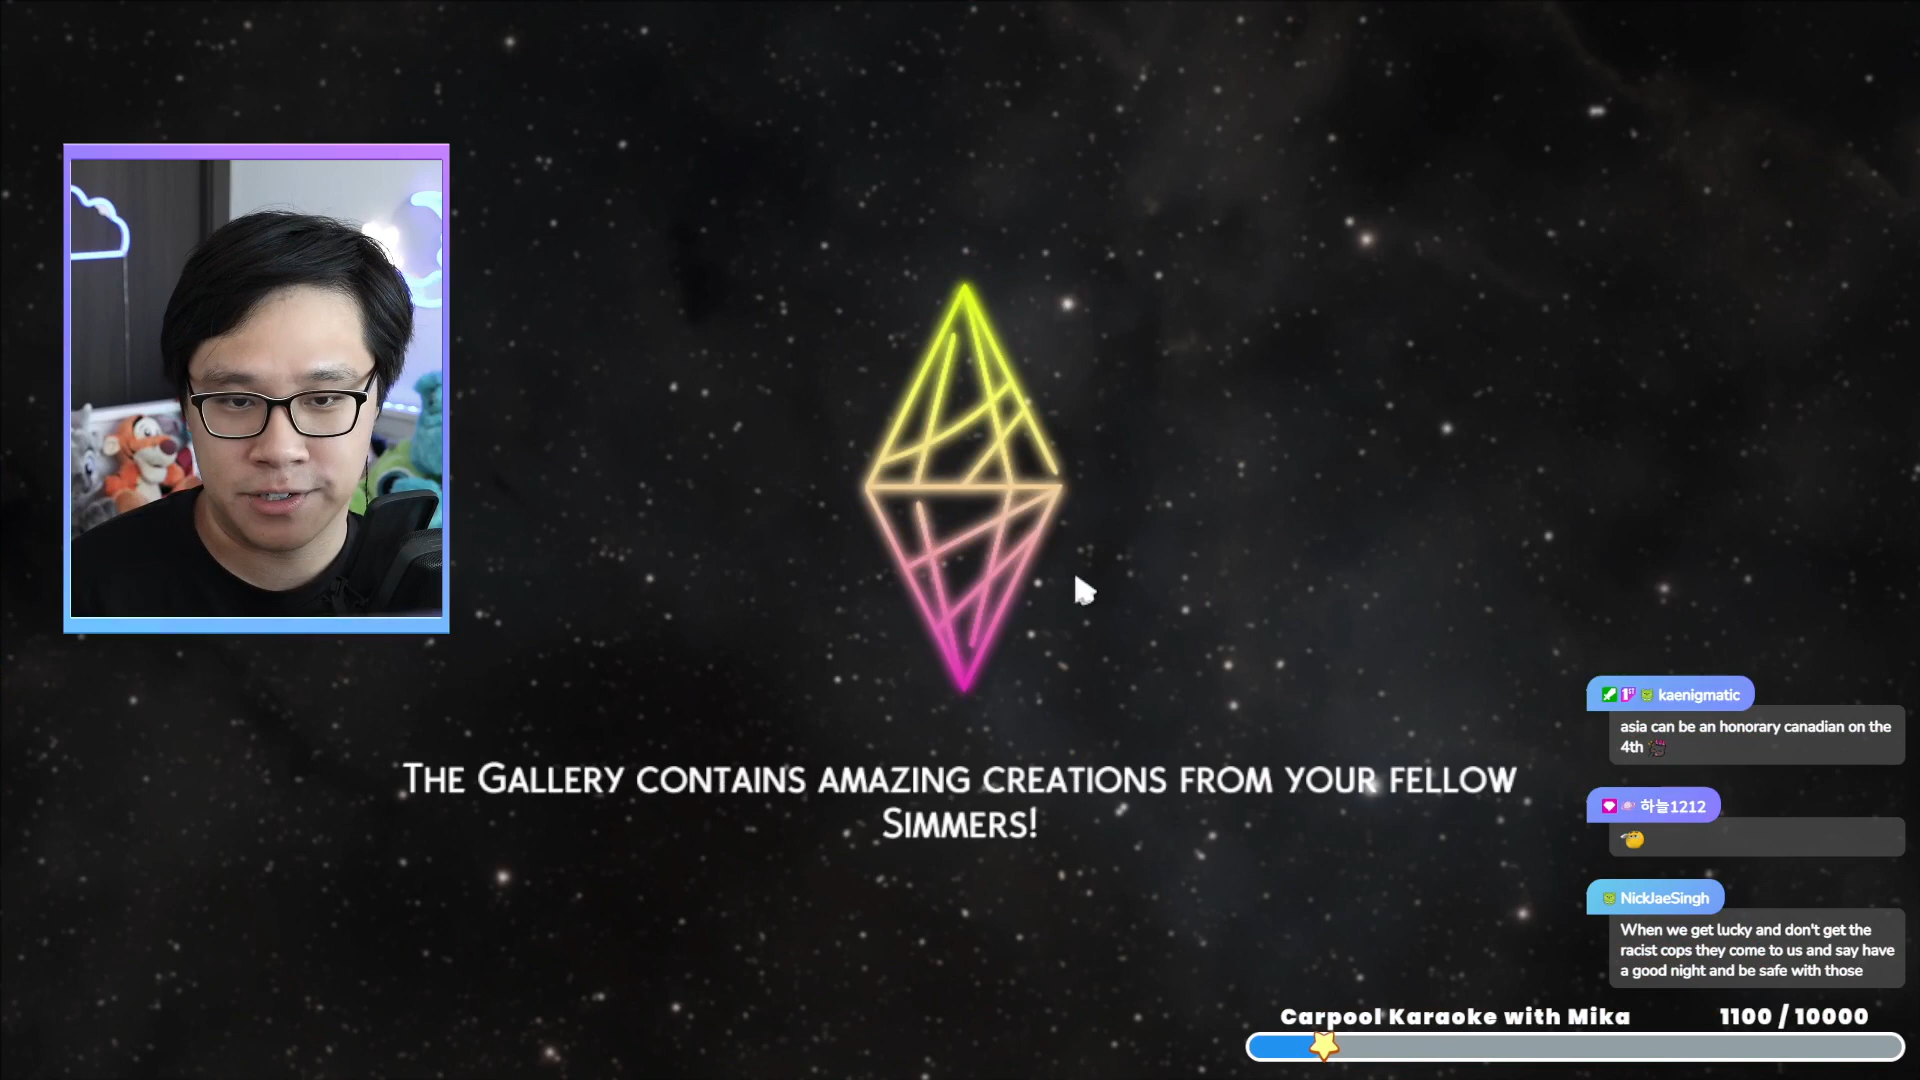 THE GALLERY CONTAINS AMAZING CREATIONS FROM YOUR FELLOW
SIMMERS!
1ST kaenigmatic
asia can be an honorary canadian on the
4th
하늘1212
NickJaeSingh
When we get lucky and don't get the
racist cops they come to us and say have
a good night and be safe with those
Carpool Karaoke with Mika 1100 / 10000